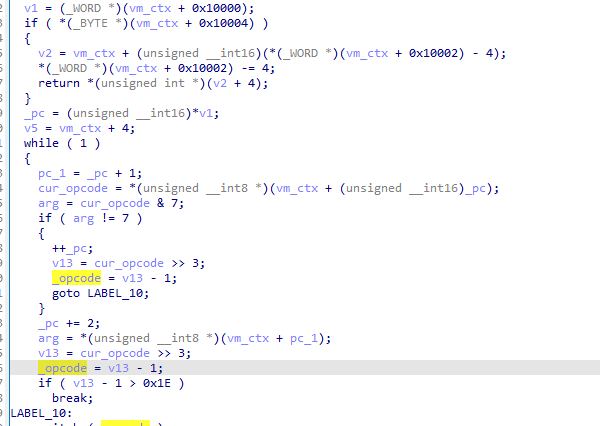 v1 = (_WORD *)(vm_ctx + 0x10000);
if ( *(_BYTE *)(vm_ctx + 0x10004) )
{
v2 = vm_ctx + (unsigned __int16)(*(_WORD *)(vm_ctx + 0x10002) - 4);
*(_WORD *)(vm_ctx + 0x10002) -= 4;
return *(unsigned int *)(v2 + 4);
}
_pc = (unsigned __int16)*v1;
v5 = vm_ctx + 4;
while ( 1 )
{
pc_1 = _pc + 1;
cur_opcode = *(unsigned __int8 *)(vm_ctx + (unsigned __int16)_pc);
arg = cur_opcode & 7;
if ( arg != 7 )
{
++_pc;
v13 = cur_opcode >> 3;
_opcode = v13 - 1;
goto LABEL_10;
}
_pc += 2;
arg = *(unsigned __int8 *)(vm_ctx + pc_1);
v13 = cur_opcode >> 3;
_opcode = v13 - 1;
if ( v13 - 1 > 0x1E )
break;
LABEL_10: